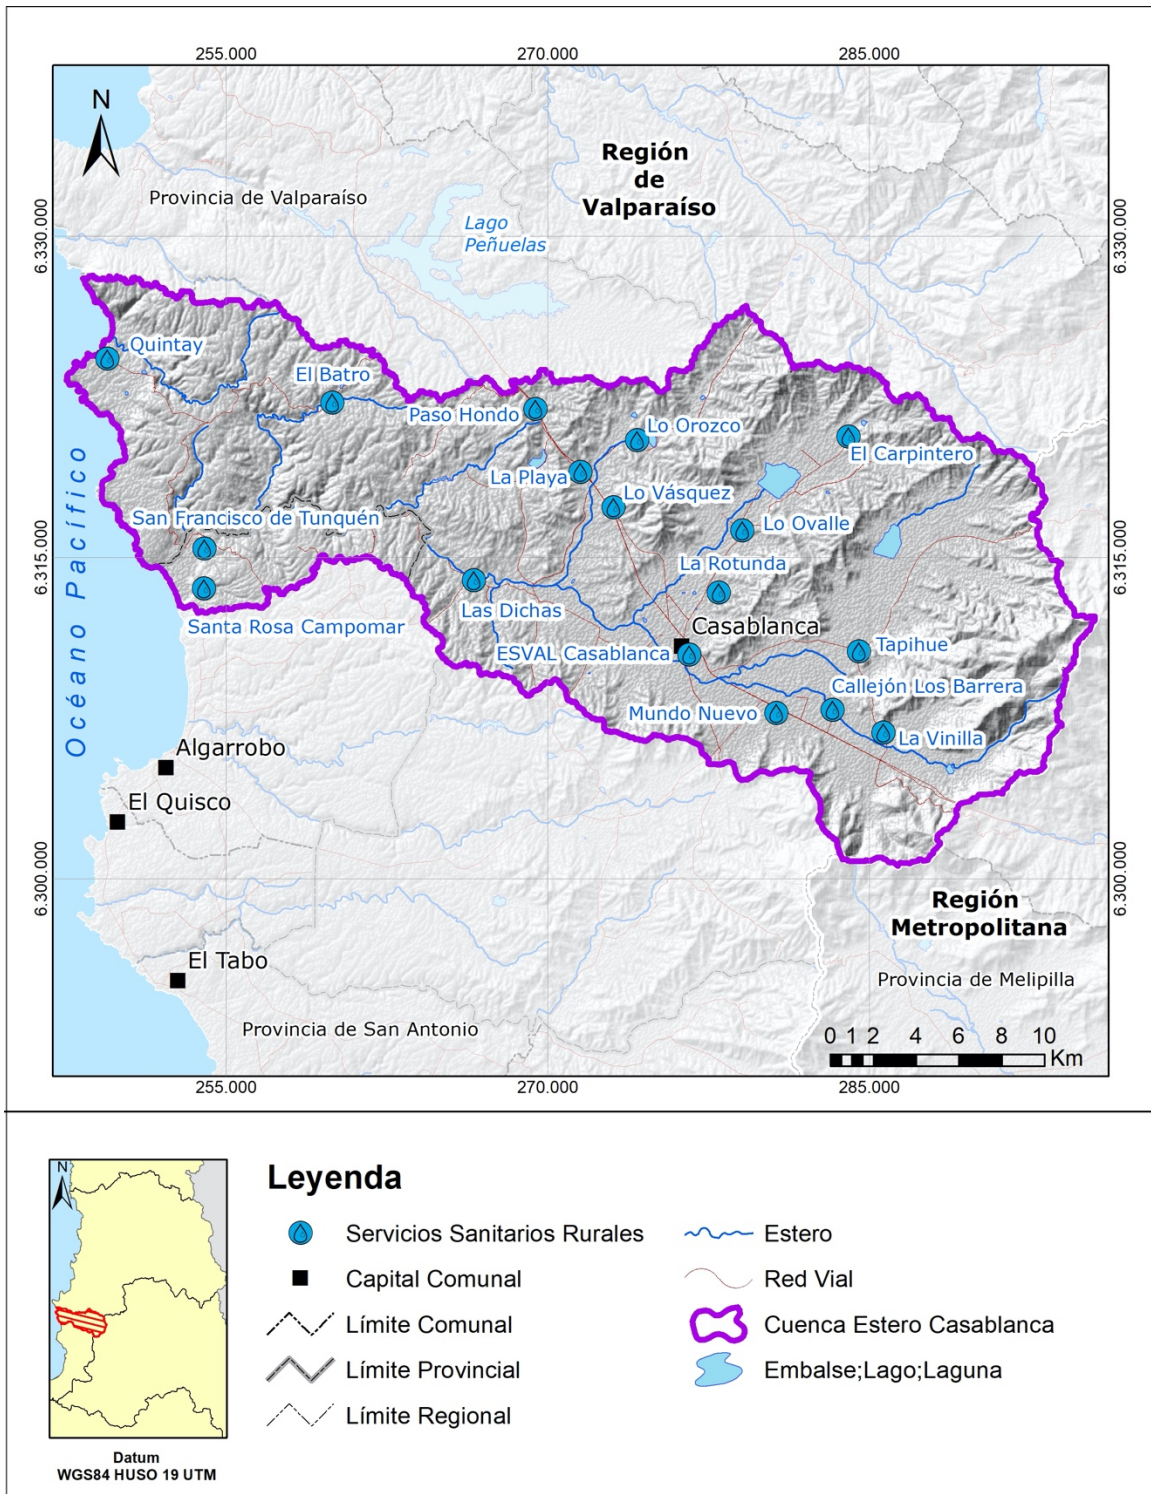 255.000
270.000
285.000
N
Región
de
Valparaíso
Provincia de Valparaíso
Lago
Peñuelas
6.330.000
6.330.000
Quintay
El Batro
Paso Hondo
Lo Orozco
El Carpintero
La Playa
Lo Vásquez
San Francisco de Tunquén
Lo Ovalle
Océano Pacífico
6.315.000
6.315.000
La Rotunda
Las Dichas
Santa Rosa Campomar
Casablanca
ESVAL Casablanca
Tapihue
Callejón Los Barrera
Mundo Nuevo
La Vinilla
Algarrobo
El Quisco
6.300.000
6.300.000
Región
Metropolitana
El Tabo
Provincia de Melipilla
Provincia de San Antonio
0 1 2 4 6 8 10
Km
255.000
270.000
285.000
N
Leyenda
Servicios Sanitarios Rurales
Estero
Capital Comunal
Red Vial
Límite Comunal
Cuenca Estero Casablanca
Límite Provincial
Embalse;Lago;Laguna
Límite Regional
Datum
WGS84 HUSO 19 UTM